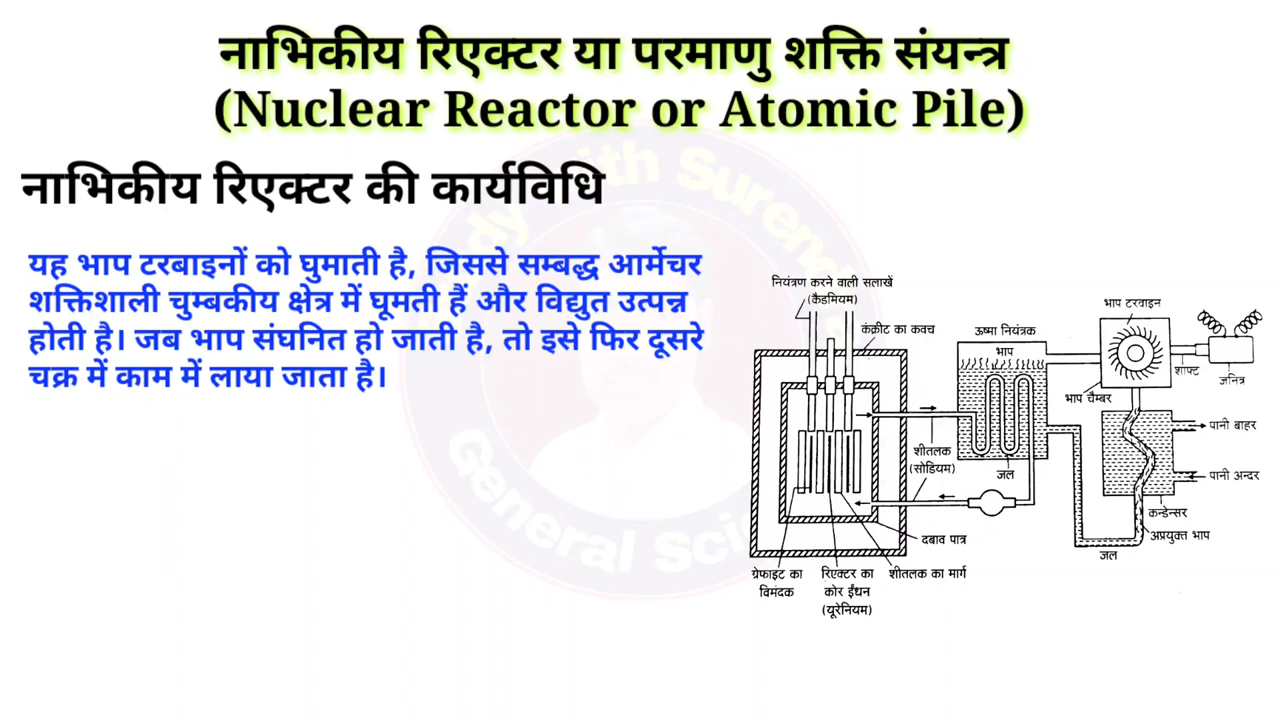 नाभिकीय रिएक्टर या परमाणु शक्ति संयन्त्र
(Nuclear Reactor or Atomic Pile)
नाभिकीय रिएक्टर की कार्यविधि
यह भाप टरबाइनों को घुमाती है, जिससे सम्बद्ध आर्मेचर
शक्तिशाली चुम्बकीय क्षेत्र में घूमती हैं और विद्युत उत्पन्न
होती है। जब भाप संघनित हो जाती है, तो इसे फिर दूसरे
चक्र में काम में लाया जाता है।
नियंत्रण करने वाली सलाखें
(कैडमियम)
कंक्रीट का कवच
ऊष्मा नियंत्रक
भाप
भाप टरबाइन
शाफ्ट
जनित्र
भाप चैम्बर
पानी बाहर
शीतलक
(सोडियम)
जल
पानी अन्दर
कन्डेन्सर
अप्रयुक्त भाप
दबाव पात्र
जल
ग्रेफाइट का
विमंदक
रिएक्टर का
कोर ईंधन
(यूरेनियम)
शीतलक का मार्ग
General Sci